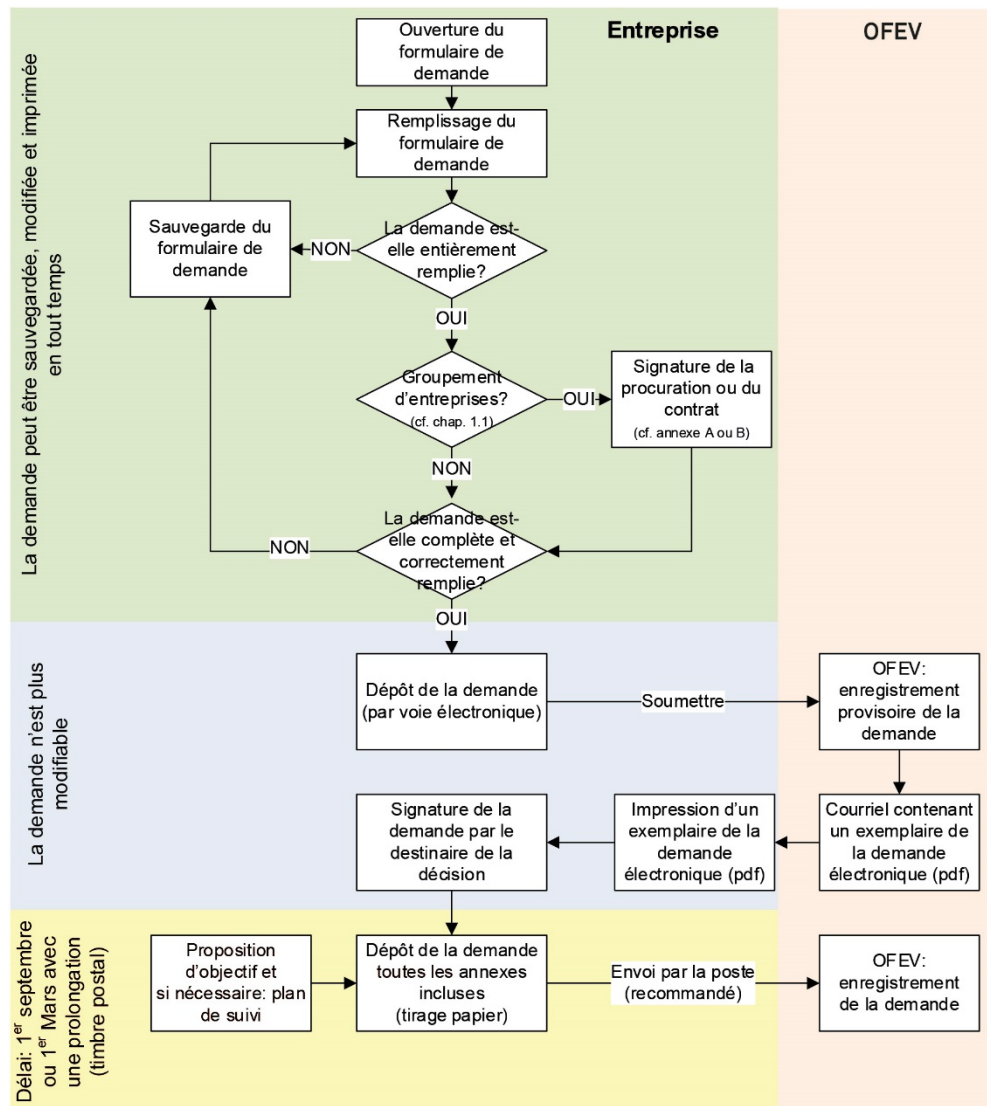 Entreprise
OFEV
La demande peut être sauvegardée, modifiée et imprimée
en tout temps
Ouverture du
formulaire de
demande
Remplissage du
formulaire de
demande
Sauvegarde du
formulaire de
demande
NON
La demande est-
elle entièrement
remplie?
OUI
Groupement
d'entreprises?
(cf. chap. 1.1)
OUI
Signature de la
procuration ou du
contrat
(cf. annexe A ou B)
NON
La demande est-
elle complète et
correctement
remplie?
NON
OUI
La demande n'est plus
modifiable
Dépôt de la demande
(par voie électronique)
Soumettre
OFEV:
enregistrement
provisoire de la
demande
Signature de la
demande par le
destinaire de la
décision
Impression d'un
exemplaire de la
demande
électronique (pdf)
Courriel contenant
un exemplaire de
la demande
électronique (pdf)
Délai: 1er septembre
ou 1er Mars avec
une prolongation
(timbre postal)
Proposition
d'objectif et
si nécessaire: plan
de suivi
Dépôt de la demande
toutes les annexes
incluses
(tirage papier)
Envoi par la poste
(recommandé)
OFEV:
enregistrement
de la demande